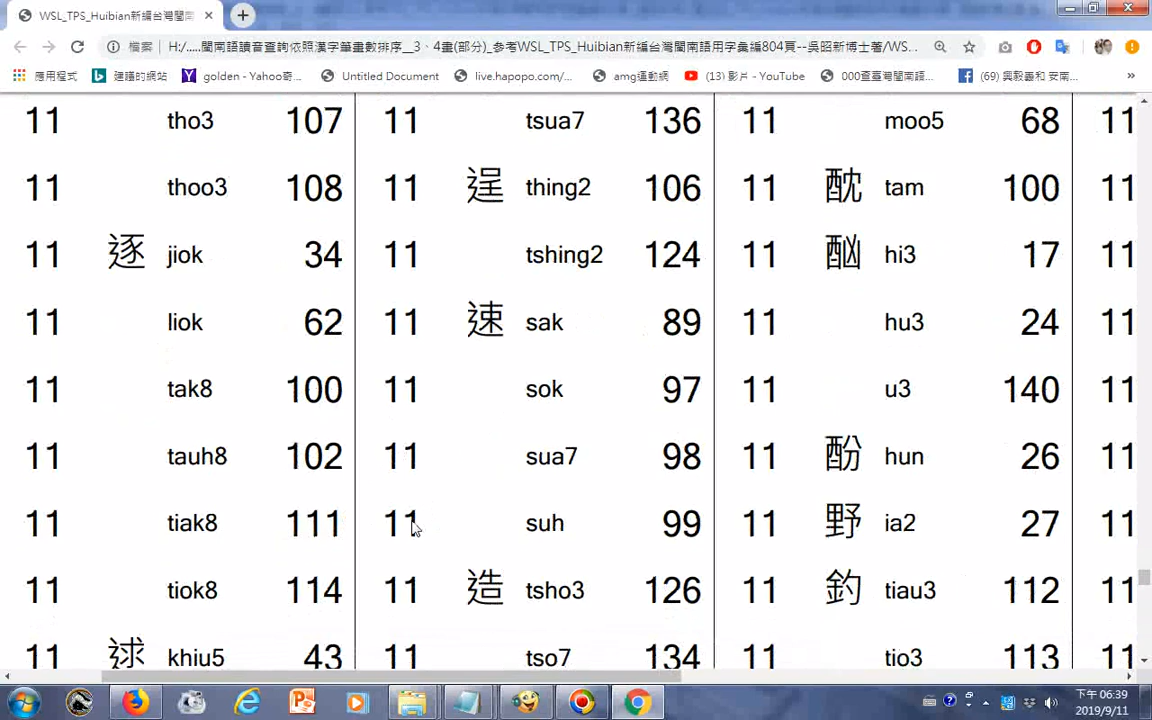 WSL_TPS_Huibian新編台灣閩南
檔案 H:/.....閩南語讀音查詢依照漢字筆畫數排序__3、4畫(部分)_參考WSL_TPS_Huibian新編台灣閩南語用字彙編804頁--吳昭新博士著/WS...
應用程式 建議的網站 golden - Yahoo奇... Untitled Document live.hapopo.com/... amg運動網 (13) 影片 - YouTube 000查臺灣閩南語... (69) 興毅義和 安南... »
11 tho3 107 11 tsua7 136 11 moo5 68 11
11 thoo3 108 11 逞 thing2 106 11 酖 tam 100 11
11 逐 jiok 34 11 tshing2 124 11 hi3 17 11
11 liok 62 11 速 sak 89 11 hu3 24 11
11 tak8 100 11 sok 97 11 u3 140 11
11 tauh8 102 11 sua7 98 11 酚 hun 26 11
11 tiak8 111 11 suh 99 11 野 ia2 27 11
11 tiok8 114 11 造 tsho3 126 11 釣 tiau3 112 11
11 逑 khiu5 43 11 tso7 134 11 tio3 113 11
下午 06:39
2019/9/11